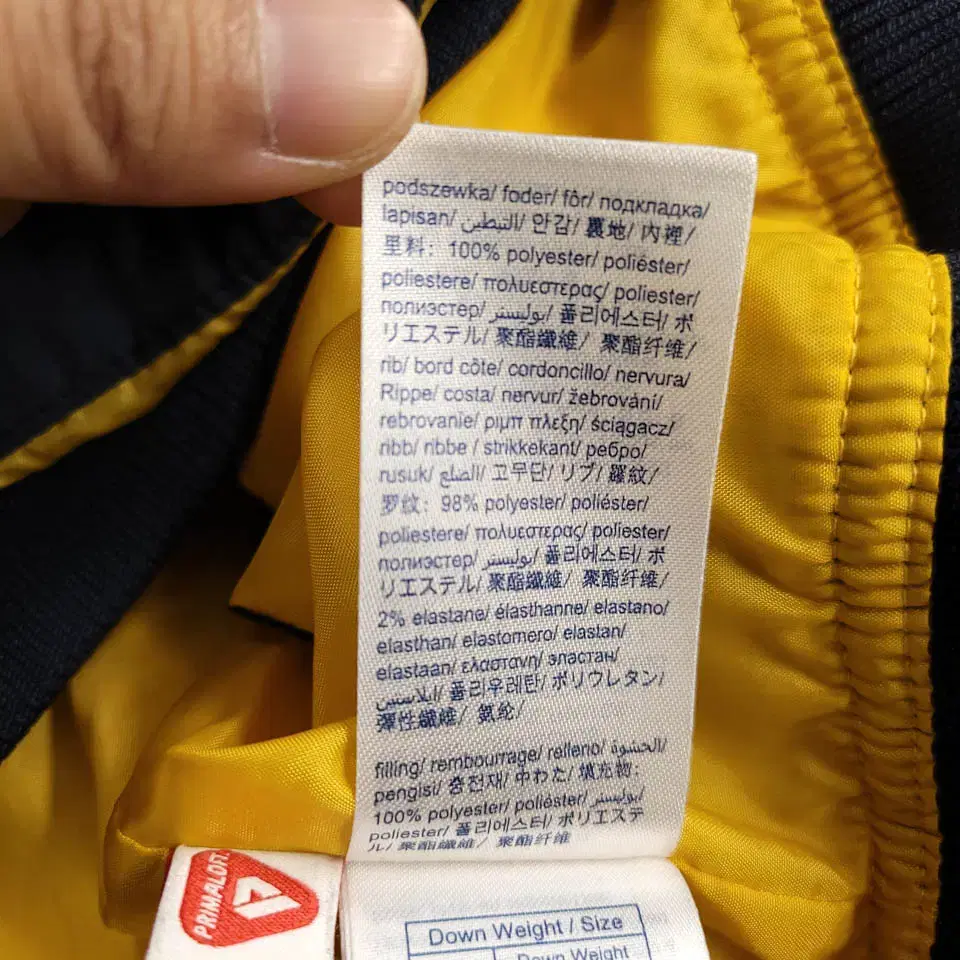 podszewka/ foder/ fôr/ подкладка/
lapisan/ التبطين/ 안감/ 裏地/ 內裡/
里料: 100% polyester/ poliéster/
poliestere/ πολυεστερας/ poliester/
полиэстер/ بوليستر/ 폴리에스터/ ポ
リエステル/ 聚酯纖維/ 聚酯纤维/
rib/ bord côte/ cordoncillo/ nervura/
Rippe/ costa/ nervur/ žebrování/
rebrovanie/ ριμπ πλεξη/ ściągacz/
ribb/ ribbe / strikkekant/ ребро/
rusuk/ الضلع/ 고무단/ リブ/ 羅紋/
罗纹: 98% polyester/ poliéster/
poliestere/ πολυεστερας/ poliester/
полиэстер/ بوليستر/ 폴리에스터/ ポ
リエステル/ 聚酯纖維/ 聚酯纤维/
2% elastane/ élasthanne/ elastano/
elasthan/ elastomero/ elastan/
elastaan/ ελαστανη/ эластан/
ايلاستين/ 폴리우레탄/ ポリウレタン/
彈性纖維/ 氨纶/
filling/ rembourrage/ relleno/ الحشوة/
pengisi/ 충전재/ 中わた/ 填充物:
100% polyester/ poliéster/ بوليستر/
poliester/ 폴리에스터/ ポリエステ
ル/ 聚酯纖維/ 聚酯纤维/
PRIMALOFT
Down Weight / Size
Down Weight